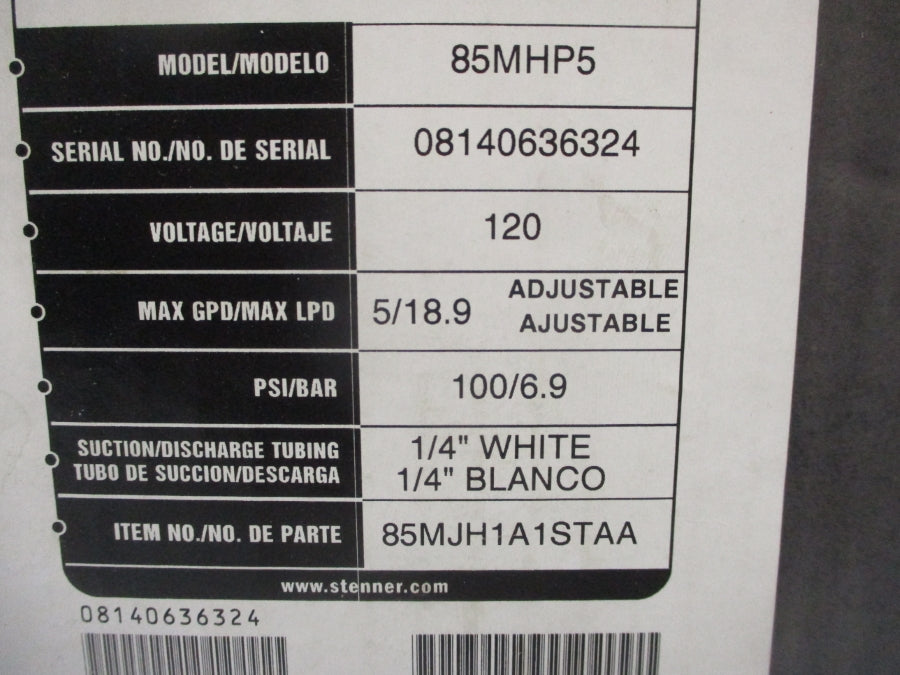 MODEL/MODELO 85MHP5
SERIAL NO./NO. DE SERIAL 08140636324
VOLTAGE/VOLTAJE 120
MAX GPD/MAX LPD 5/18.9 ADJUSTABLE
AJUSTABLE
PSI/BAR 100/6.9
SUCTION/DISCHARGE TUBING 1/4" WHITE
TUBO DE SUCCION/DESCARGA 1/4" BLANCO
ITEM NO./NO. DE PARTE 85MJH1A1STAA
www.stenner.com
08140636324